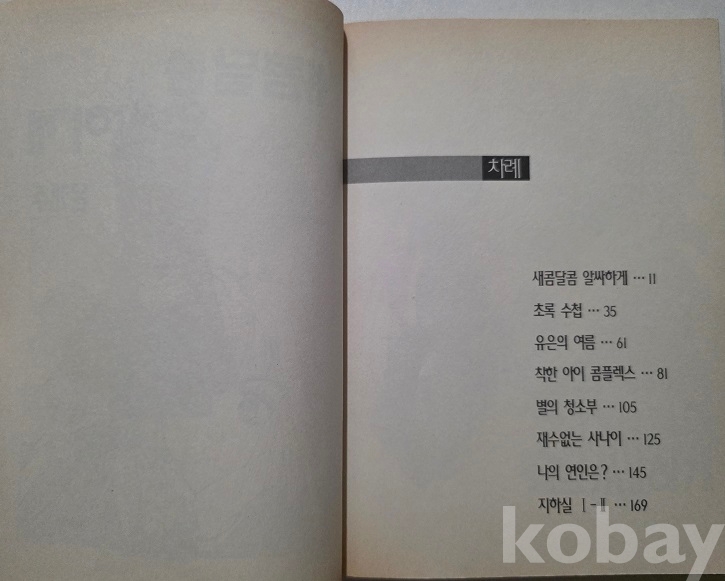 차례
새콤달콤 알싸하게 … 11
초록 수첩 … 35
유은의 여름 … 61
착한 아이 콤플렉스 … 81
별의 청소부 … 105
재수없는 사나이 … 125
나의 연인은? … 145
지하실 Ⅰ-Ⅱ … 169
kobay